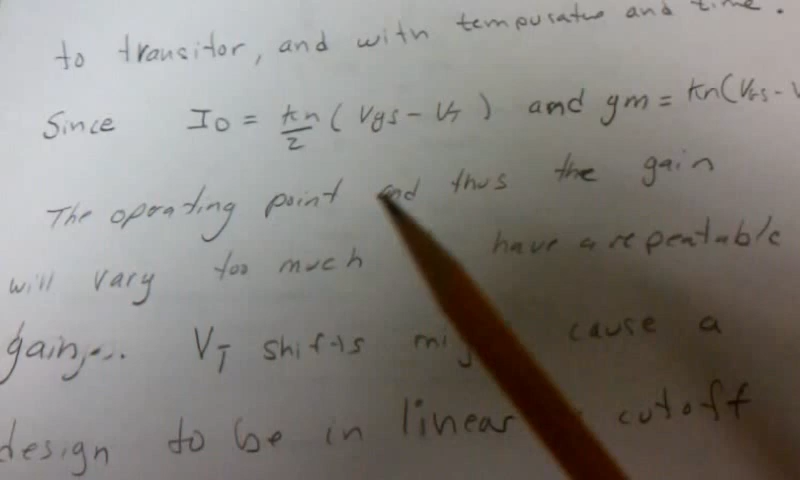 to transitor, and with temperature and time.
Since ID = kn/2 ( Vgs - VT ) and gm = kn(VGS - V
The operating point and thus the gain
will vary too much have a repeatable
gain,... VT shifts cause a
design to be in linear cutoff